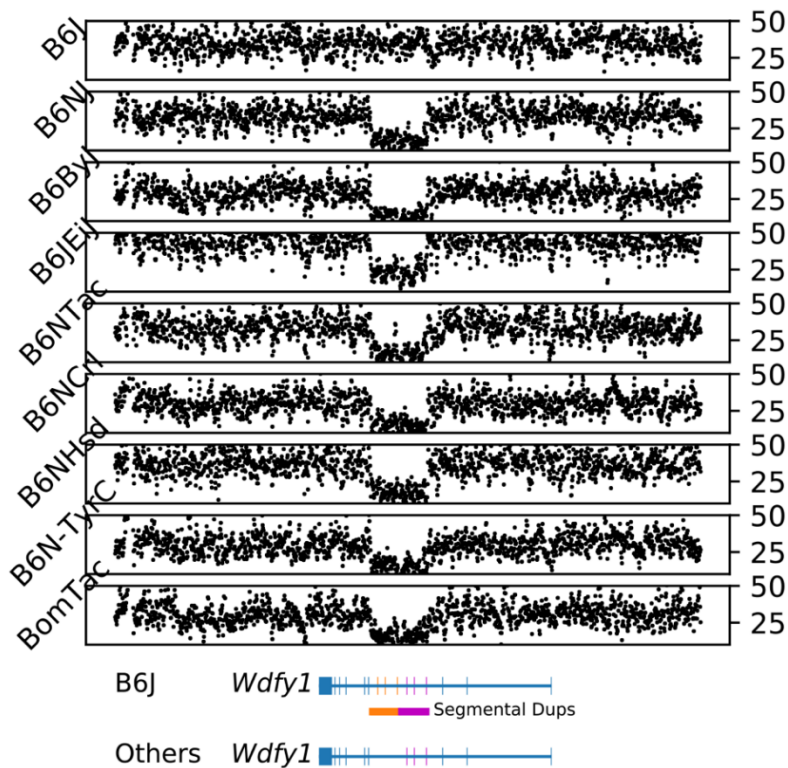 B6J 50
25
B6NJ 50
25
B6ByJ 50
25
B6JEiJ 50
25
B6NTac 50
25
B6NCrl 50
25
B6NHsd 50
25
B6N-TyrC 50
25
BomTac 50
25
B6J Wdfy1
Segmental Dups
Others Wdfy1